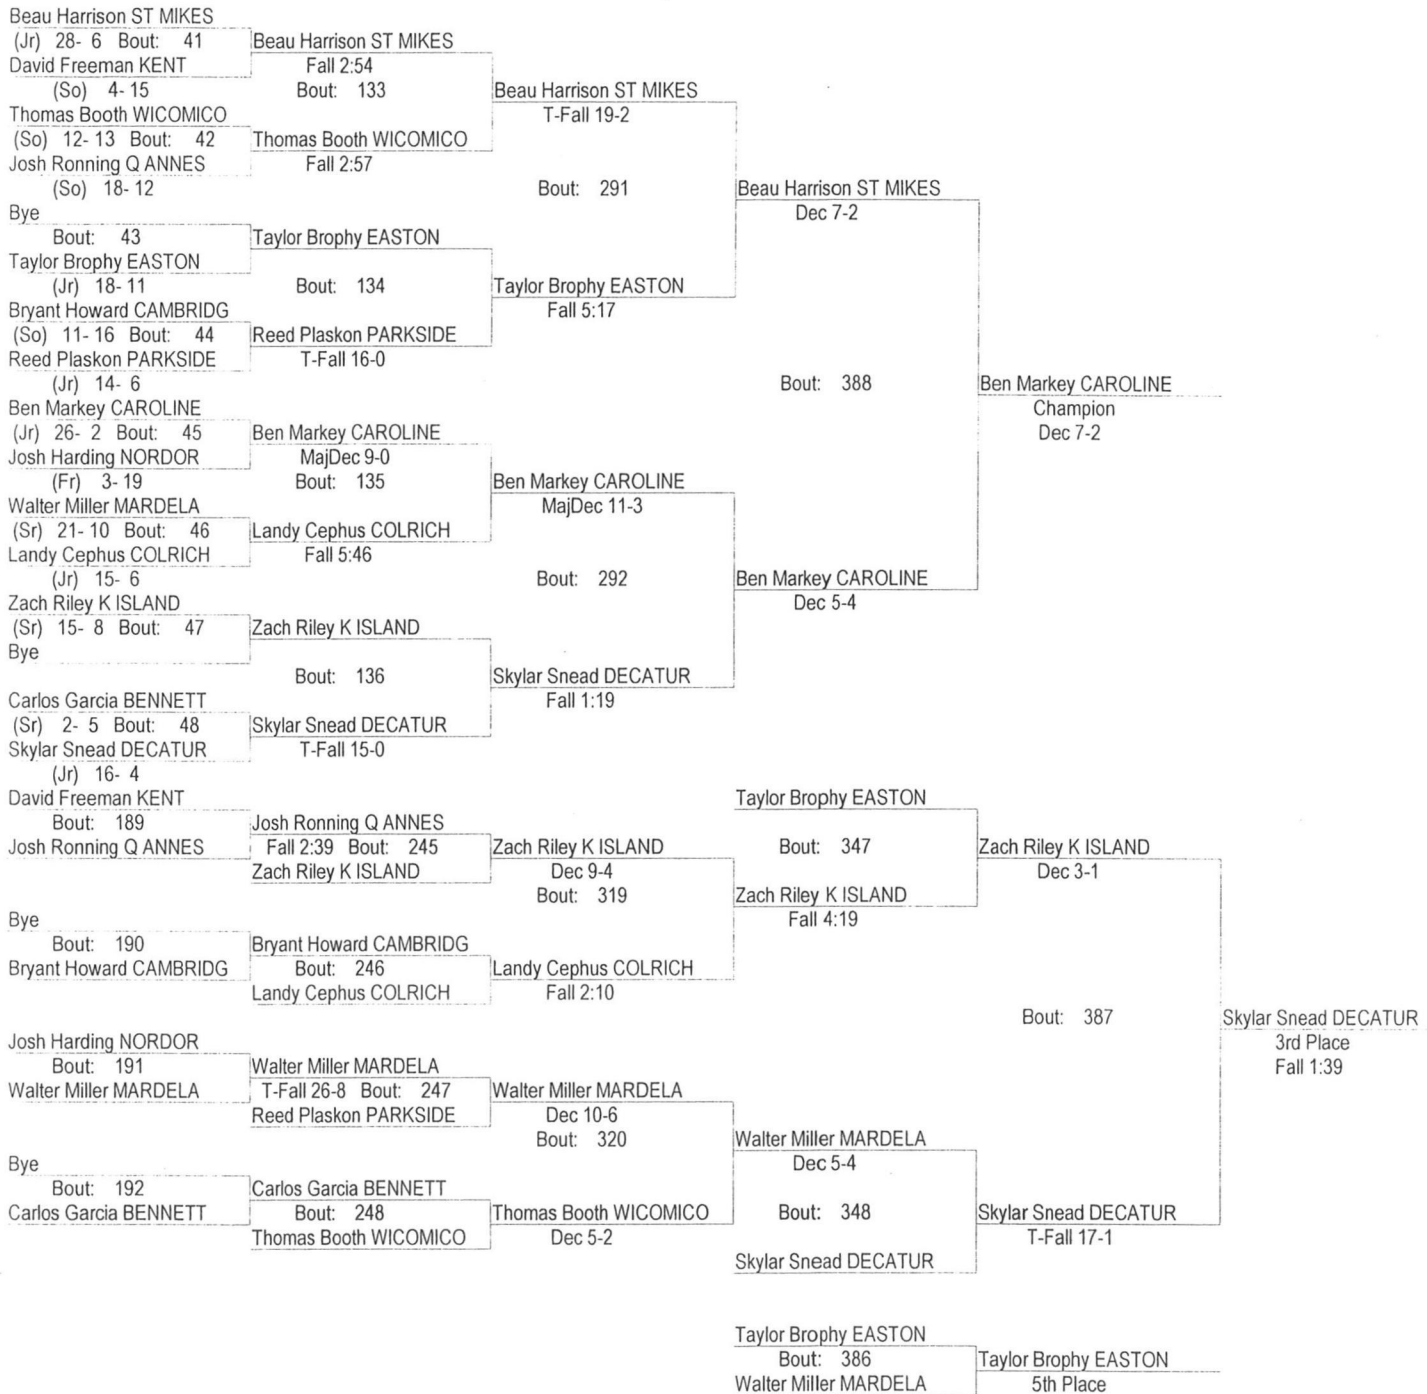 Beau Harrison ST MIKES
(Jr) 28- 6 Bout: 41 Beau Harrison ST MIKES
David Freeman KENT Fall 2:54
(So) 4- 15 Bout: 133 Beau Harrison ST MIKES
Thomas Booth WICOMICO T-Fall 19-2
(So) 12- 13 Bout: 42 Thomas Booth WICOMICO
Josh Ronning Q ANNES Fall 2:57
(So) 18- 12 Bout: 291 Beau Harrison ST MIKES
Bye Dec 7-2
Bout: 43 Taylor Brophy EASTON
Taylor Brophy EASTON
(Jr) 18- 11 Bout: 134 Taylor Brophy EASTON
Bryant Howard CAMBRIDG Fall 5:17
(So) 11- 16 Bout: 44 Reed Plaskon PARKSIDE
Reed Plaskon PARKSIDE T-Fall 16-0
(Jr) 14- 6 Bout: 388 Ben Markey CAROLINE
Ben Markey CAROLINE Champion
(Jr) 26- 2 Bout: 45 Ben Markey CAROLINE Dec 7-2
Josh Harding NORDOR MajDec 9-0
(Fr) 3- 19 Bout: 135 Ben Markey CAROLINE
Walter Miller MARDELA MajDec 11-3
(Sr) 21- 10 Bout: 46 Landy Cephus COLRICH
Landy Cephus COLRICH Fall 5:46
(Jr) 15- 6 Bout: 292 Ben Markey CAROLINE
Zach Riley K ISLAND Dec 5-4
(Sr) 15- 8 Bout: 47 Zach Riley K ISLAND
Bye
Bout: 136 Skylar Snead DECATUR
Carlos Garcia BENNETT Fall 1:19
(Sr) 2- 5 Bout: 48 Skylar Snead DECATUR
Skylar Snead DECATUR T-Fall 15-0
(Jr) 16- 4
David Freeman KENT Taylor Brophy EASTON
Bout: 189 Josh Ronning Q ANNES
Josh Ronning Q ANNES Fall 2:39 Bout: 245 Zach Riley K ISLAND Bout: 347 Zach Riley K ISLAND
Zach Riley K ISLAND Dec 9-4 Dec 3-1
Bout: 319 Zach Riley K ISLAND
Bye Fall 4:19
Bout: 190 Bryant Howard CAMBRIDG
Bryant Howard CAMBRIDG Bout: 246 Landy Cephus COLRICH
Landy Cephus COLRICH Fall 2:10
Bout: 387 Skylar Snead DECATUR
Josh Harding NORDOR 3rd Place
Bout: 191 Walter Miller MARDELA Fall 1:39
Walter Miller MARDELA T-Fall 26-8 Bout: 247 Walter Miller MARDELA
Reed Plaskon PARKSIDE Dec 10-6
Bout: 320 Walter Miller MARDELA
Bye Dec 5-4
Bout: 192 Carlos Garcia BENNETT
Carlos Garcia BENNETT Bout: 248 Thomas Booth WICOMICO Bout: 348 Skylar Snead DECATUR
Thomas Booth WICOMICO Dec 5-2 T-Fall 17-1
Skylar Snead DECATUR
Taylor Brophy EASTON
Bout: 386 Taylor Brophy EASTON
Walter Miller MARDELA 5th Place